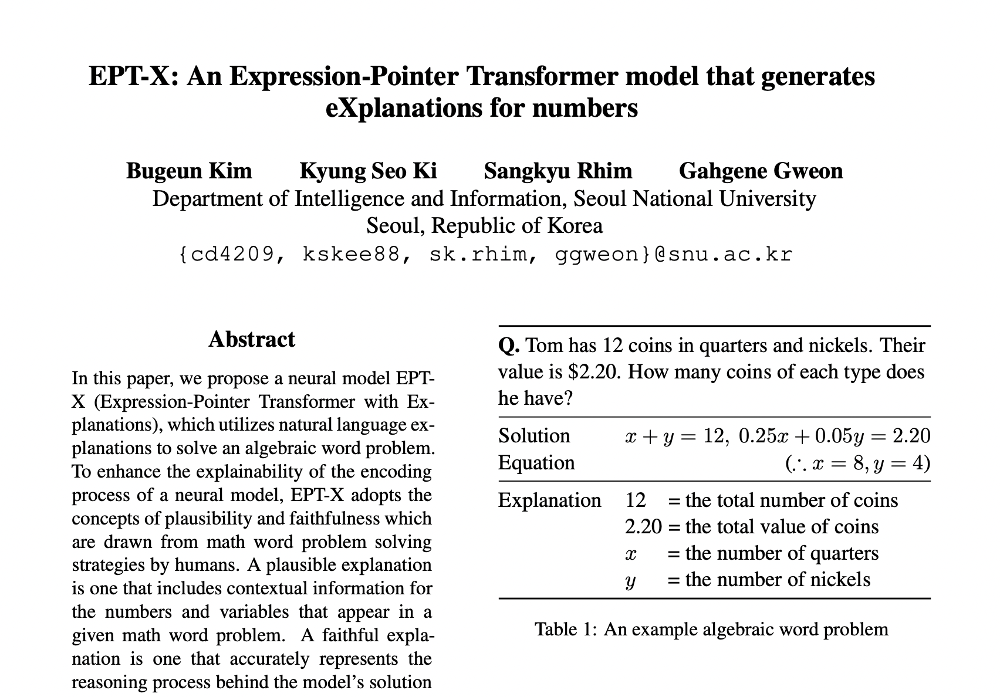 EPT-X: An Expression-Pointer Transformer model that generates
eXplanations for numbers
Bugeun Kim Kyung Seo Ki Sangkyu Rhim Gahgene Gweon
Department of Intelligence and Information, Seoul National University
Seoul, Republic of Korea
{cd4209, kskee88, sk.rhim, ggweon}@snu.ac.kr
Abstract
In this paper, we propose a neural model EPT-
X (Expression-Pointer Transformer with Ex-
planations), which utilizes natural language ex-
planations to solve an algebraic word problem.
To enhance the explainability of the encoding
process of a neural model, EPT-X adopts the
concepts of plausibility and faithfulness which
are drawn from math word problem solving
strategies by humans. A plausible explanation
is one that includes contextual information for
the numbers and variables that appear in a
given math word problem. A faithful expla-
nation is one that accurately represents the
reasoning process behind the model's solution
Q. Tom has 12 coins in quarters and nickels. Their
value is $2.20. How many coins of each type does
he have?
Solution x + y = 12, 0.25x + 0.05y = 2.20
Equation (∴ x = 8, y = 4)
Explanation 12 = the total number of coins
2.20 = the total value of coins
x = the number of quarters
y = the number of nickels
Table 1: An example algebraic word problem